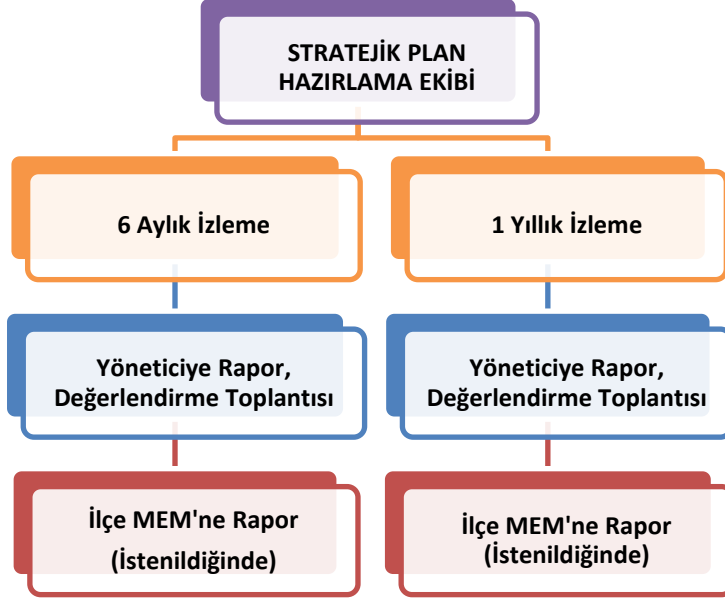 STRATEJİK PLAN
HAZIRLAMA EKİBİ
6 Aylık İzleme
1 Yıllık İzleme
Yöneticiye Rapor,
Değerlendirme Toplantısı
Yöneticiye Rapor,
Değerlendirme Toplantısı
İlçe MEM'ne Rapor
(İstenildiğinde)
İlçe MEM'ne Rapor
(İstenildiğinde)